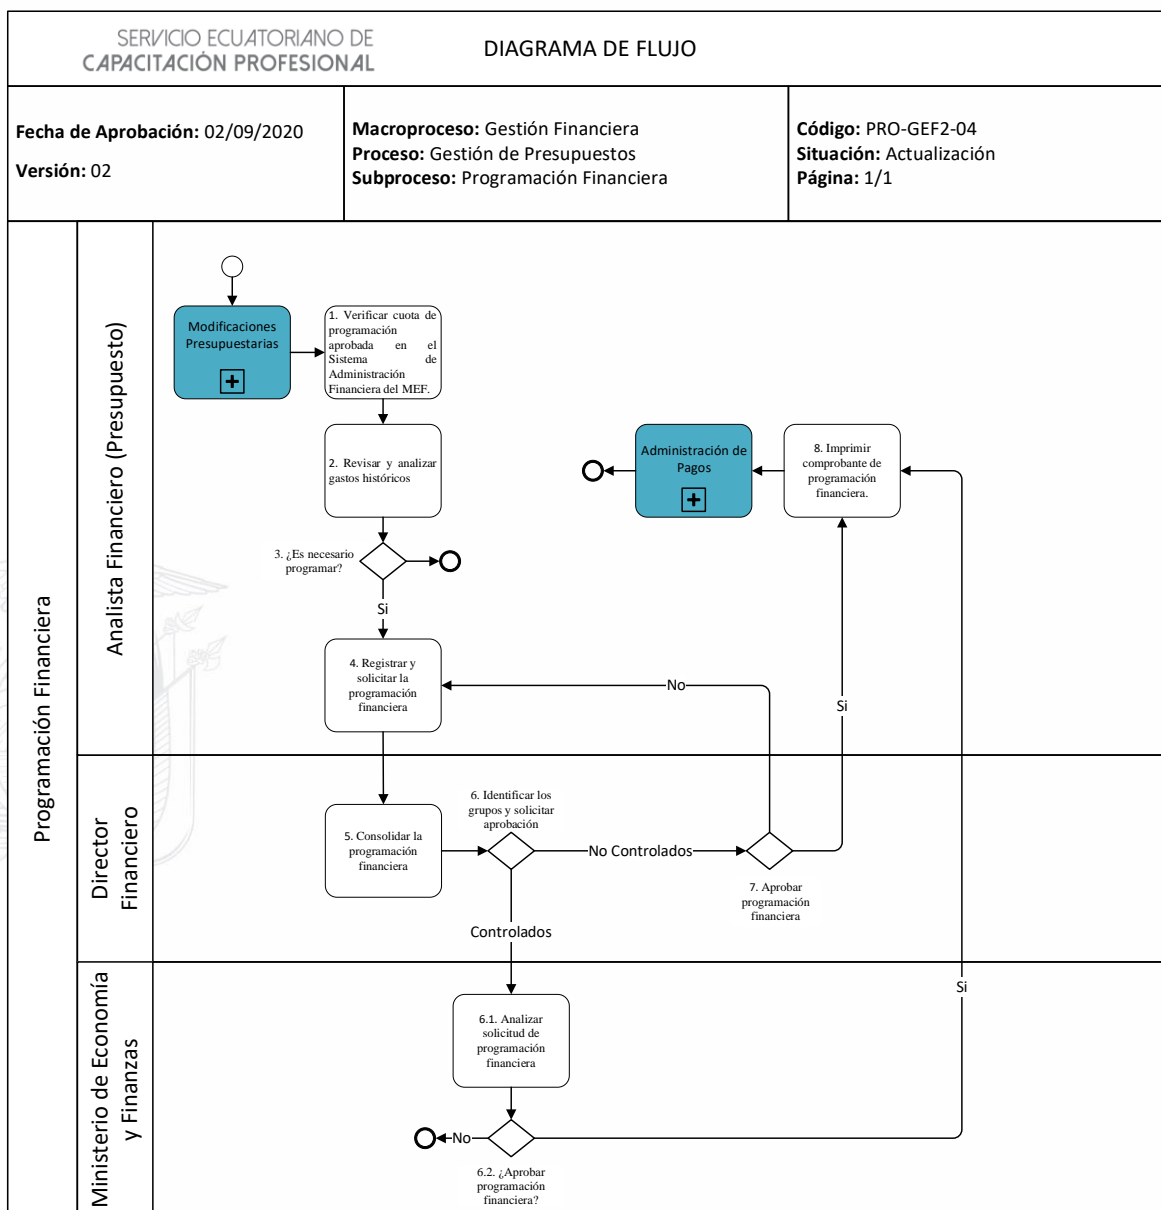 SERVICIO ECUATORIANO DE
CAPACITACIÓN PROFESIONAL
DIAGRAMA DE FLUJO
Fecha de Aprobación: 02/09/2020
Versión: 02
Macroproceso: Gestión Financiera
Proceso: Gestión de Presupuestos
Subproceso: Programación Financiera
Código: PRO-GEF2-04
Situación: Actualización
Página: 1/1
Programación Financiera
Analista Financiero (Presupuesto)
Modificaciones
Presupuestarias
1. Verificar cuota de
programación
aprobada en el
Sistema de
Administración
Financiera del MEF.
2. Revisar y analizar
gastos históricos
3. ¿Es necesario
programar?
Si
4. Registrar y
solicitar la
programación
financiera
Administración de
Pagos
8. Imprimir
comprobante de
programación
financiera.
No
Si
Director
Financiero
5. Consolidar la
programación
financiera
6. Identificar los
grupos y solicitar
aprobación
No Controlados
7. Aprobar
programación
financiera
Controlados
Ministerio de Economía
y Finanzas
6.1. Analizar
solicitud de
programación
financiera
Si
No
6.2. ¿Aprobar
programación
financiera?